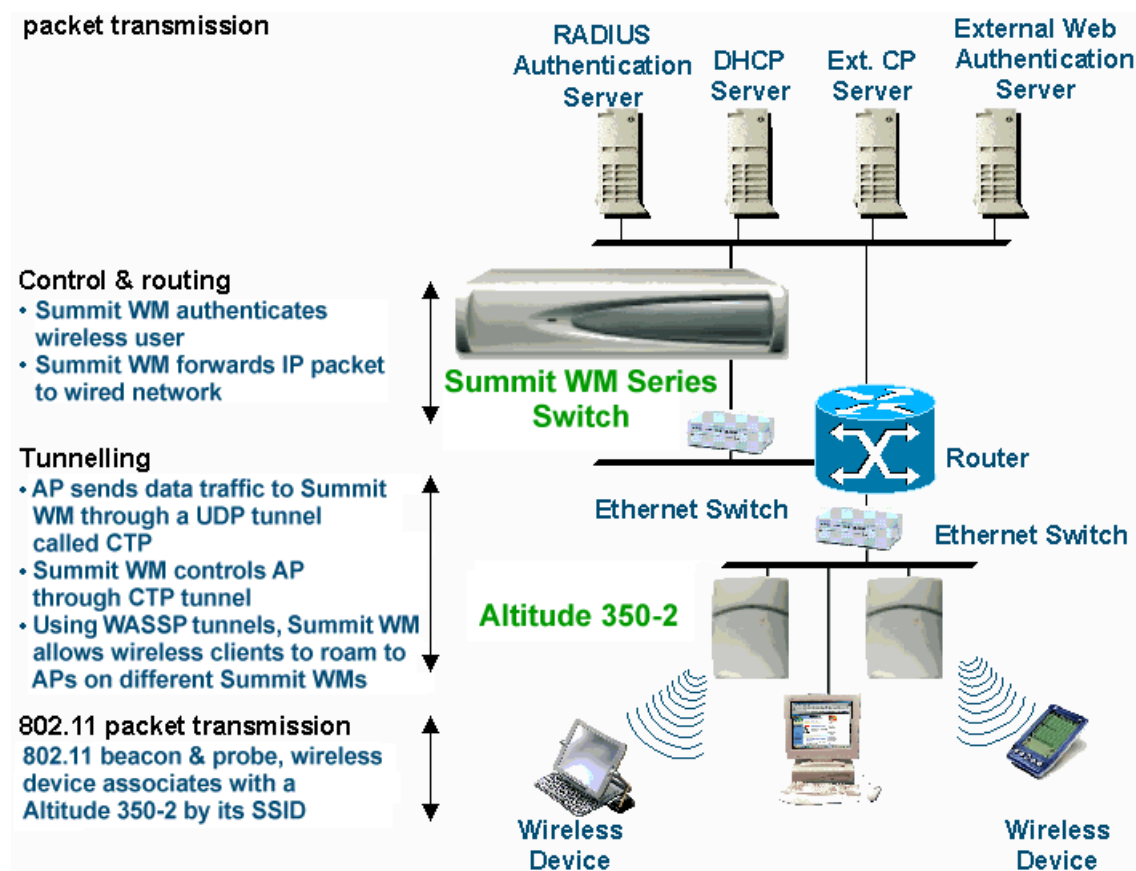 packet transmission
RADIUS
Authentication
Server
DHCP
Server
Ext. CP
Server
External Web
Authentication
Server
Control & routing
• Summit WM authenticates
wireless user
• Summit WM forwards IP packet
to wired network
Summit WM Series
Switch
Router
Ethernet Switch
Ethernet Switch
Tunnelling
• AP sends data traffic to Summit
WM through a UDP tunnel
called CTP
• Summit WM controls AP
through CTP tunnel
• Using WASSP tunnels, Summit WM
allows wireless clients to roam to
APs on different Summit WMs
Altitude 350-2
802.11 packet transmission
802.11 beacon & probe, wireless
device associates with a
Altitude 350-2 by its SSID
Wireless
Device
Wireless
Device